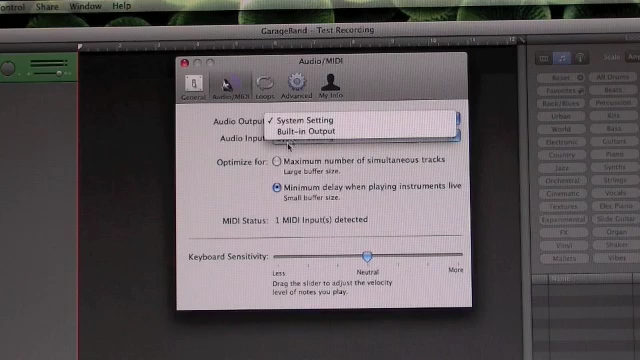 ontrol Share Window Help
GarageBand - Test Recording
Audio/MIDI
General Audio/MIDI Loops Advanced My Info
Audio Output
✓ System Setting
Built-in Output
Audio Input:
Optimize for: Maximum number of simultaneous tracks
Large buffer size.
Minimum delay when playing instruments live
Small buffer size.
MIDI Status: 1 MIDI Input(s) detected
Keyboard Sensitivity:
Less Neutral More
Drag the slider to adjust the velocity
level of notes you play.
Scale
Reset All Drums
Favorites Beats
Rock/Blues Percussion
Urban Kits
World Bass
Electronic Guitars
Country Piano
Jazz Synths
Orchestral Strings
Cinematic Vocals
Textures Elec Piano
Experimental Slide Guitar
FX Organ
Vinyl Shaker
Mallets Vibes
Name